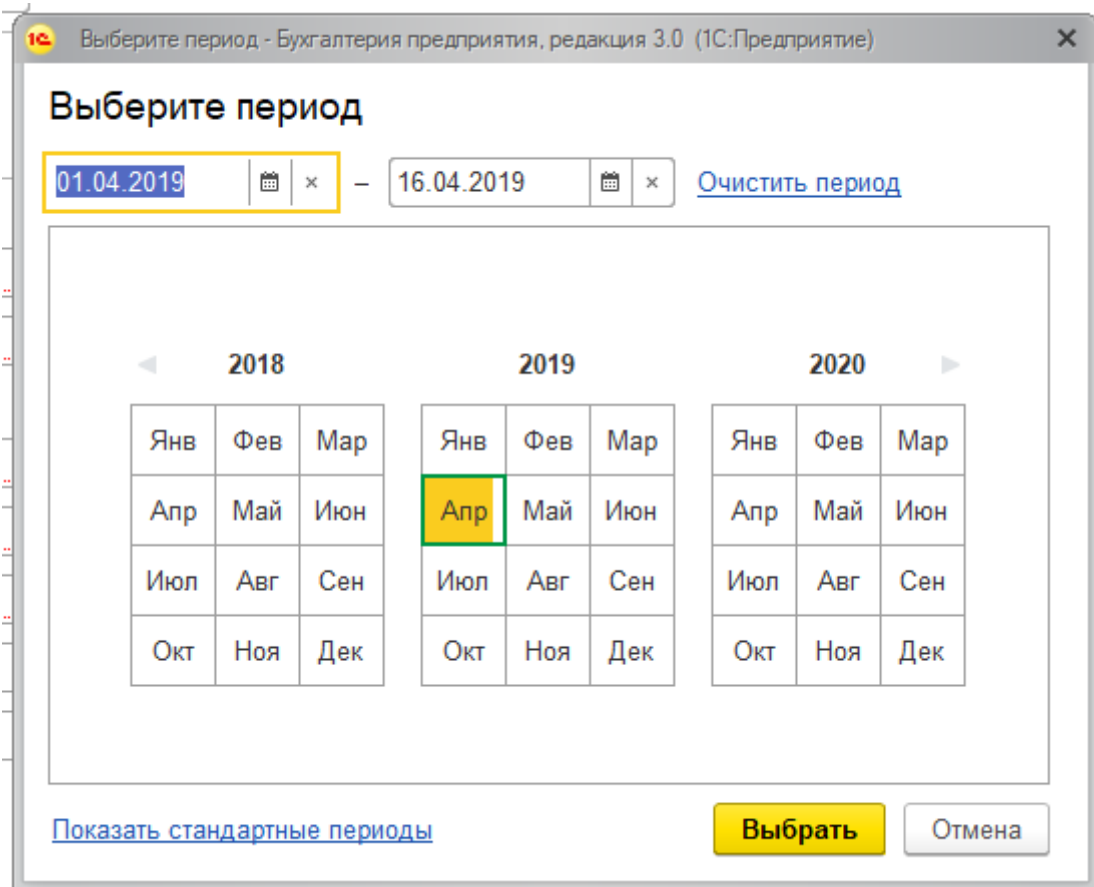 1С Выберите период - Бухгалтерия предприятия, редакция 3.0 (1С:Предприятие)
Выберите период
01.04.2019 – 16.04.2019 Очистить период
2018 2019 2020
Янв Фев Мар Янв Фев Мар Янв Фев Мар
Апр Май Июн Апр Май Июн Апр Май Июн
Июл Авг Сен Июл Авг Сен Июл Авг Сен
Окт Ноя Дек Окт Ноя Дек Окт Ноя Дек
Показать стандартные периоды Выбрать Отмена